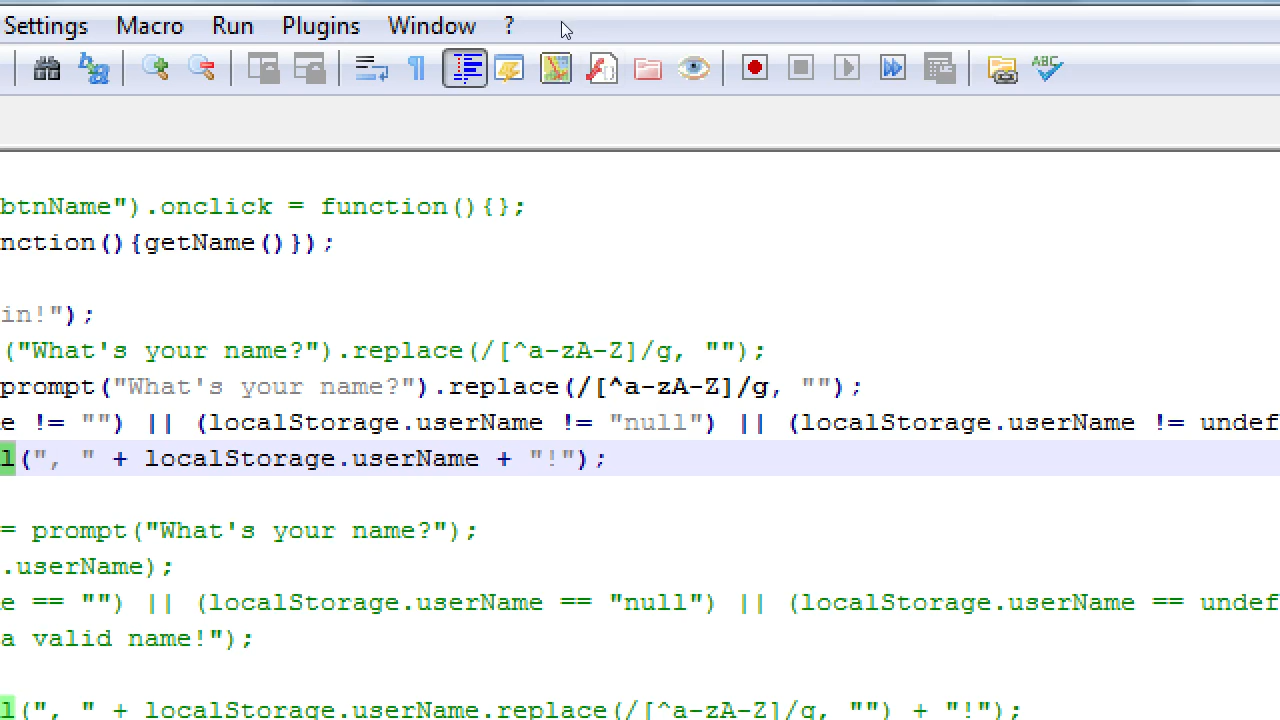 Settings Macro Run Plugins Window ?
ABC
btnName").onclick = function(){};
nction(){getName()});
in!");
("What's your name?").replace(/[^a-zA-Z]/g, "");
prompt("What's your name?").replace(/[^a-zA-Z]/g, "");
e != "") || (localStorage.userName != "null") || (localStorage.userName != undef
l(", " + localStorage.userName + "!");
= prompt("What's your name?");
.userName);
e == "") || (localStorage.userName == "null") || (localStorage.userName == undef
a valid name!");
l(", " + localStorage.userName.replace(/[^a-zA-Z]/g, "") + "!");